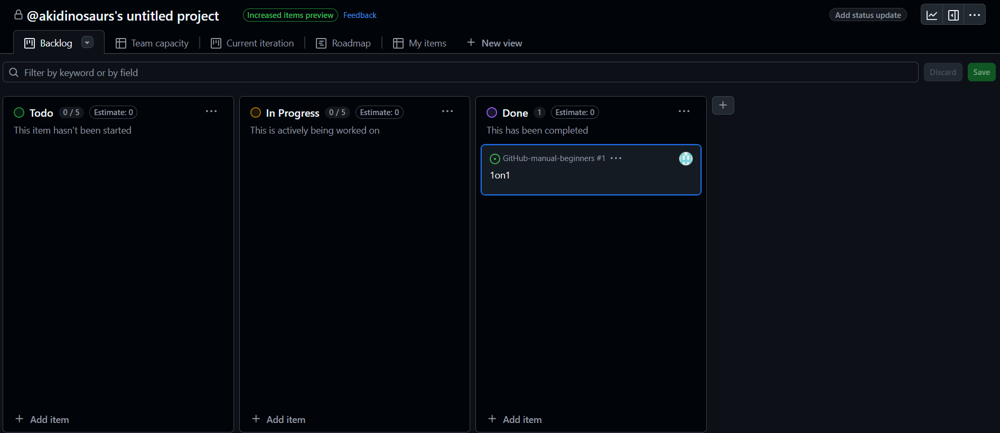 @akidinosaurs's untitled project
Increased items preview
Feedback
Add status update
Backlog
Team capacity
Current iteration
Roadmap
My items
New view
Filter by keyword or by field
Discard
Save
Todo 0 / 5 Estimate: 0
This item hasn't been started
Add item
In Progress 0 / 5 Estimate: 0
This is actively being worked on
Add item
Done 1 Estimate: 0
This has been completed
GitHub-manual-beginners #1
1on1
Add item